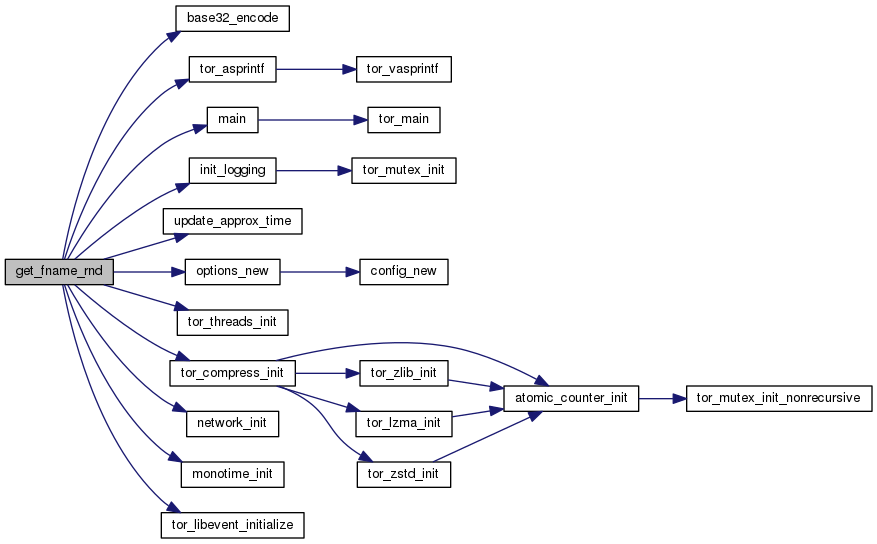 base32_encode
tor_asprintf
tor_vasprintf
main
tor_main
init_logging
tor_mutex_init
update_approx_time
get_fname_rnd
options_new
config_new
tor_threads_init
tor_compress_init
tor_zlib_init
atomic_counter_init
tor_mutex_init_nonrecursive
network_init
tor_lzma_init
monotime_init
tor_zstd_init
tor_libevent_initialize